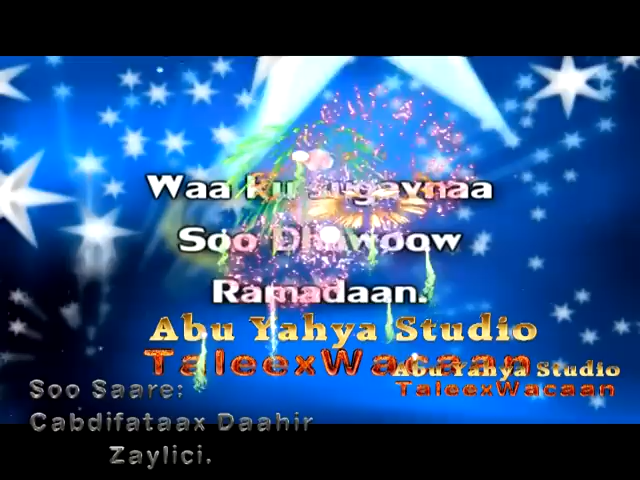 Waa ku sugaynaa
Soo Dhawoow
Ramadaan.
Abu Yahya Studio
TaleexWacaan
Abu Yahya Studio
TaleexWacaan
Soo Saare:
Cabdifataax Daahir
Zaylici.